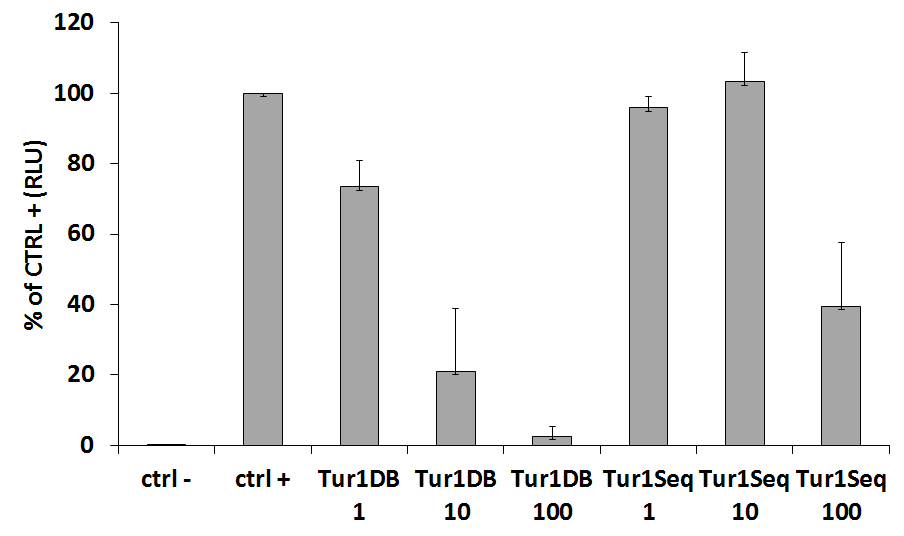 120
100
80
60
40
20
0
% of CTRL + (RLU)
ctrl -
ctrl +
Tur1DB
1
Tur1DB
10
Tur1DB
100
Tur1Seq
1
Tur1Seq
10
Tur1Seq
100